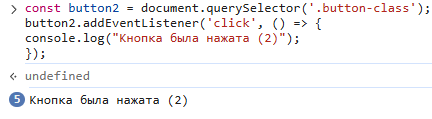 const button2 = document.querySelector('.button-class');
button2.addEventListener('click', () => {
console.log("Кнопка была нажата (2)");
});
undefined
5 Кнопка была нажата (2)